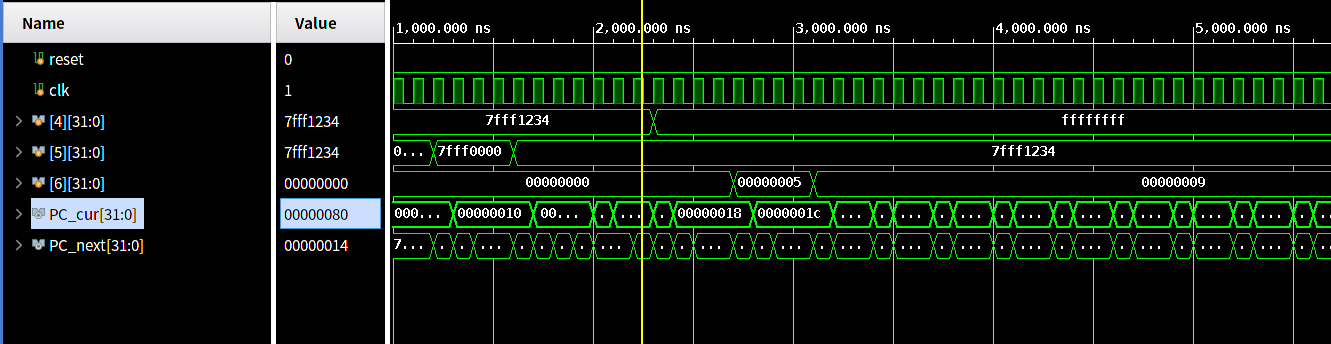 Name Value 1,000.000 ns 2,000.000 ns 3,000.000 ns 4,000.000 ns 5,000.000 ns
reset 0
clk 1
[4][31:0] 7fff1234 7fff1234 ffffffff
[5][31:0] 7fff1234 0... 7fff0000 7fff1234
[6][31:0] 00000000 00000000 00000005 00000009
PC_cur[31:0] 00000080 000... 00000010 00... . ... . . 00000018 0000001c ... . ... . ... . ... . ... . ... . ... . ... . ...
PC_next[31:0] 00000014 7... . . ... . . . . ... . . . ... . . ... . . ... . . ... . . ... . . ... . . ... . . ... . .